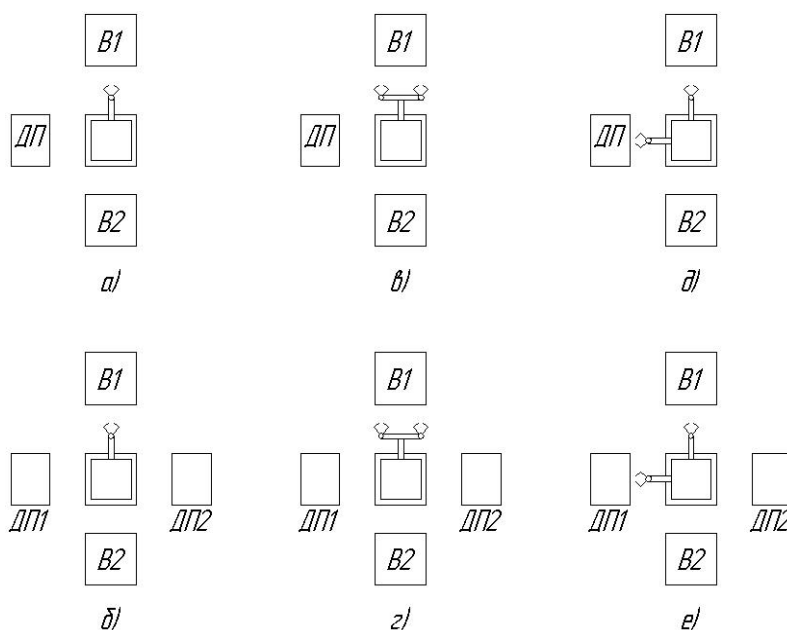 В1 В1 В1
ДП ДП ДП
В2 В2 В2
а) в) д)
В1 В1 В1
ДП1 ДП2 ДП1 ДП2 ДП1 ДП2
В2 В2 В2
б) г) е)